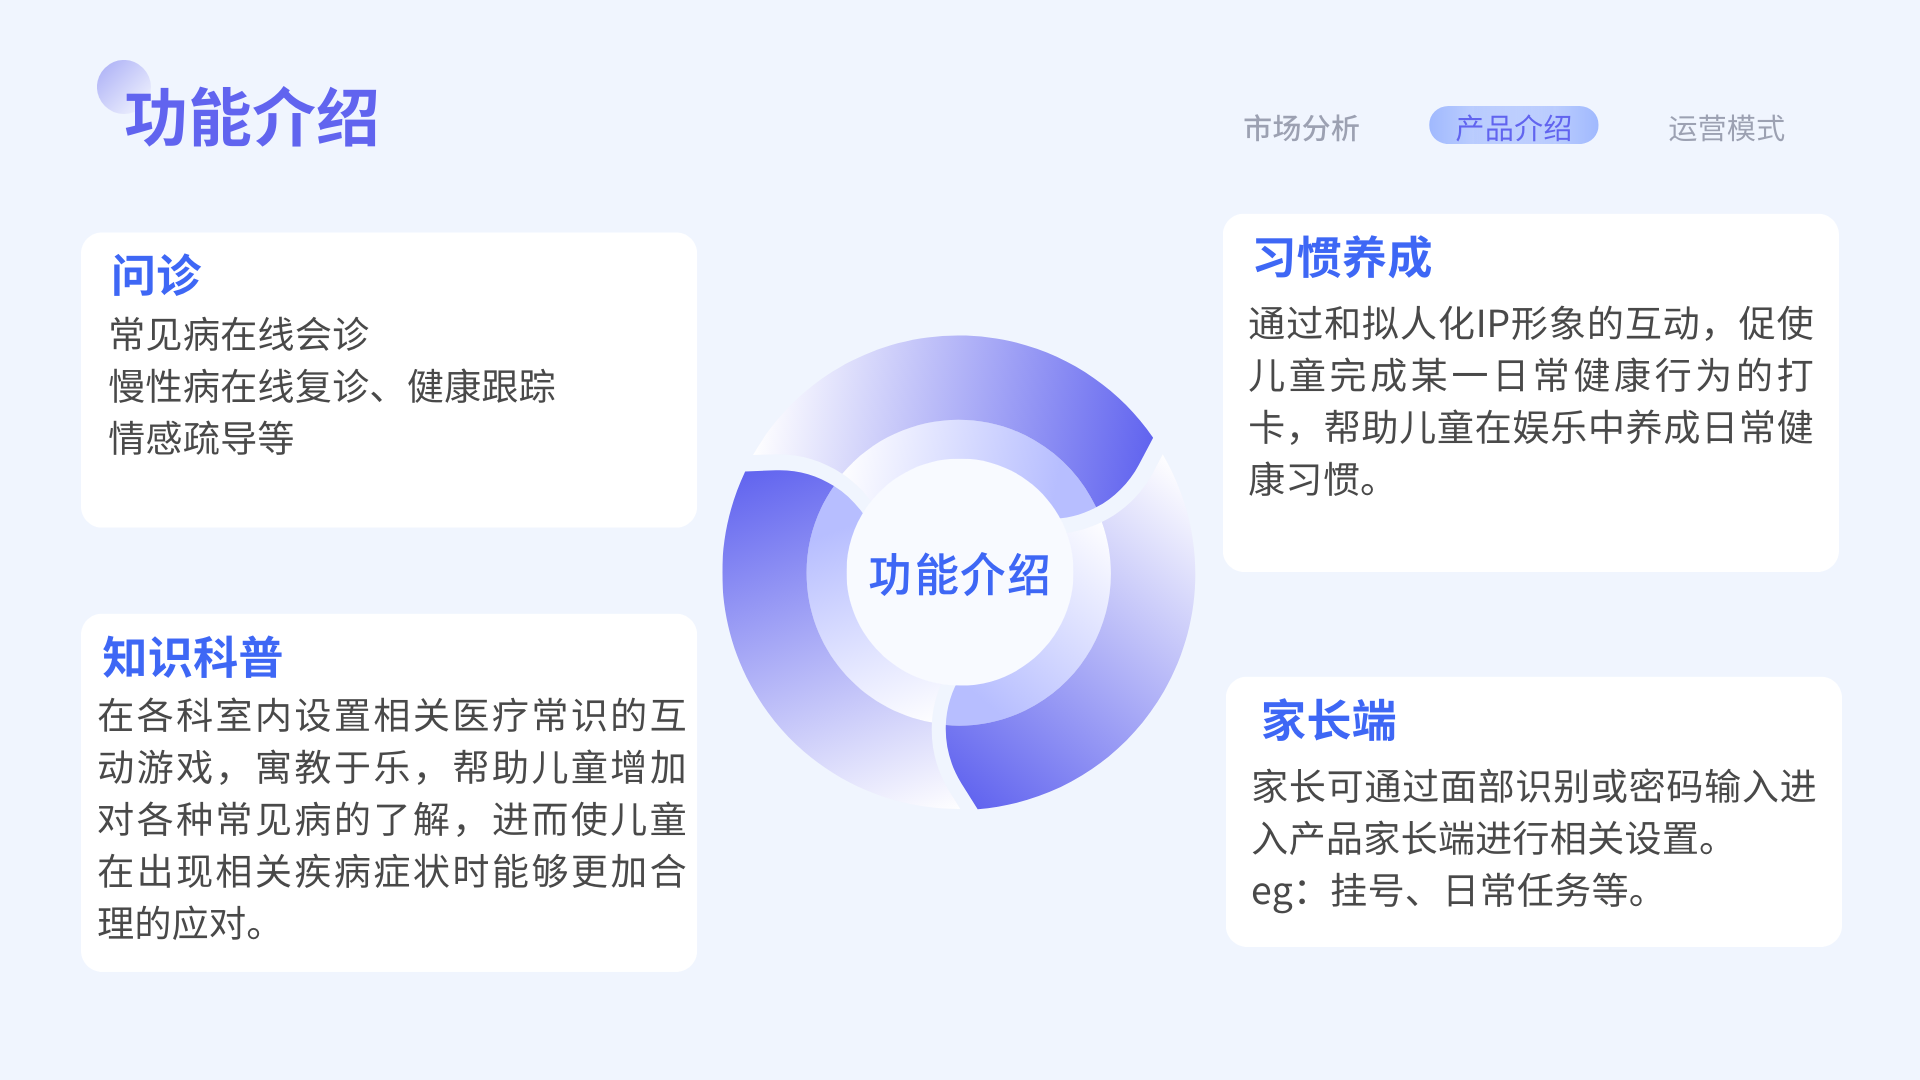 功能介绍
市场分析
产品介绍
运营模式
问诊
常见病在线会诊
慢性病在线复诊、健康跟踪
情感疏导等
习惯养成
通过和拟人化IP形象的互动，促使
儿童完成某一日常健康行为的打
卡，帮助儿童在娱乐中养成日常健
康习惯。
功能介绍
知识科普
在各科室内设置相关医疗常识的互
动游戏，寓教于乐，帮助儿童增加
对各种常见病的了解，进而使儿童
在出现相关疾病症状时能够更加合
理的应对。
家长端
家长可通过面部识别或密码输入进
入产品家长端进行相关设置。
eg：挂号、日常任务等。